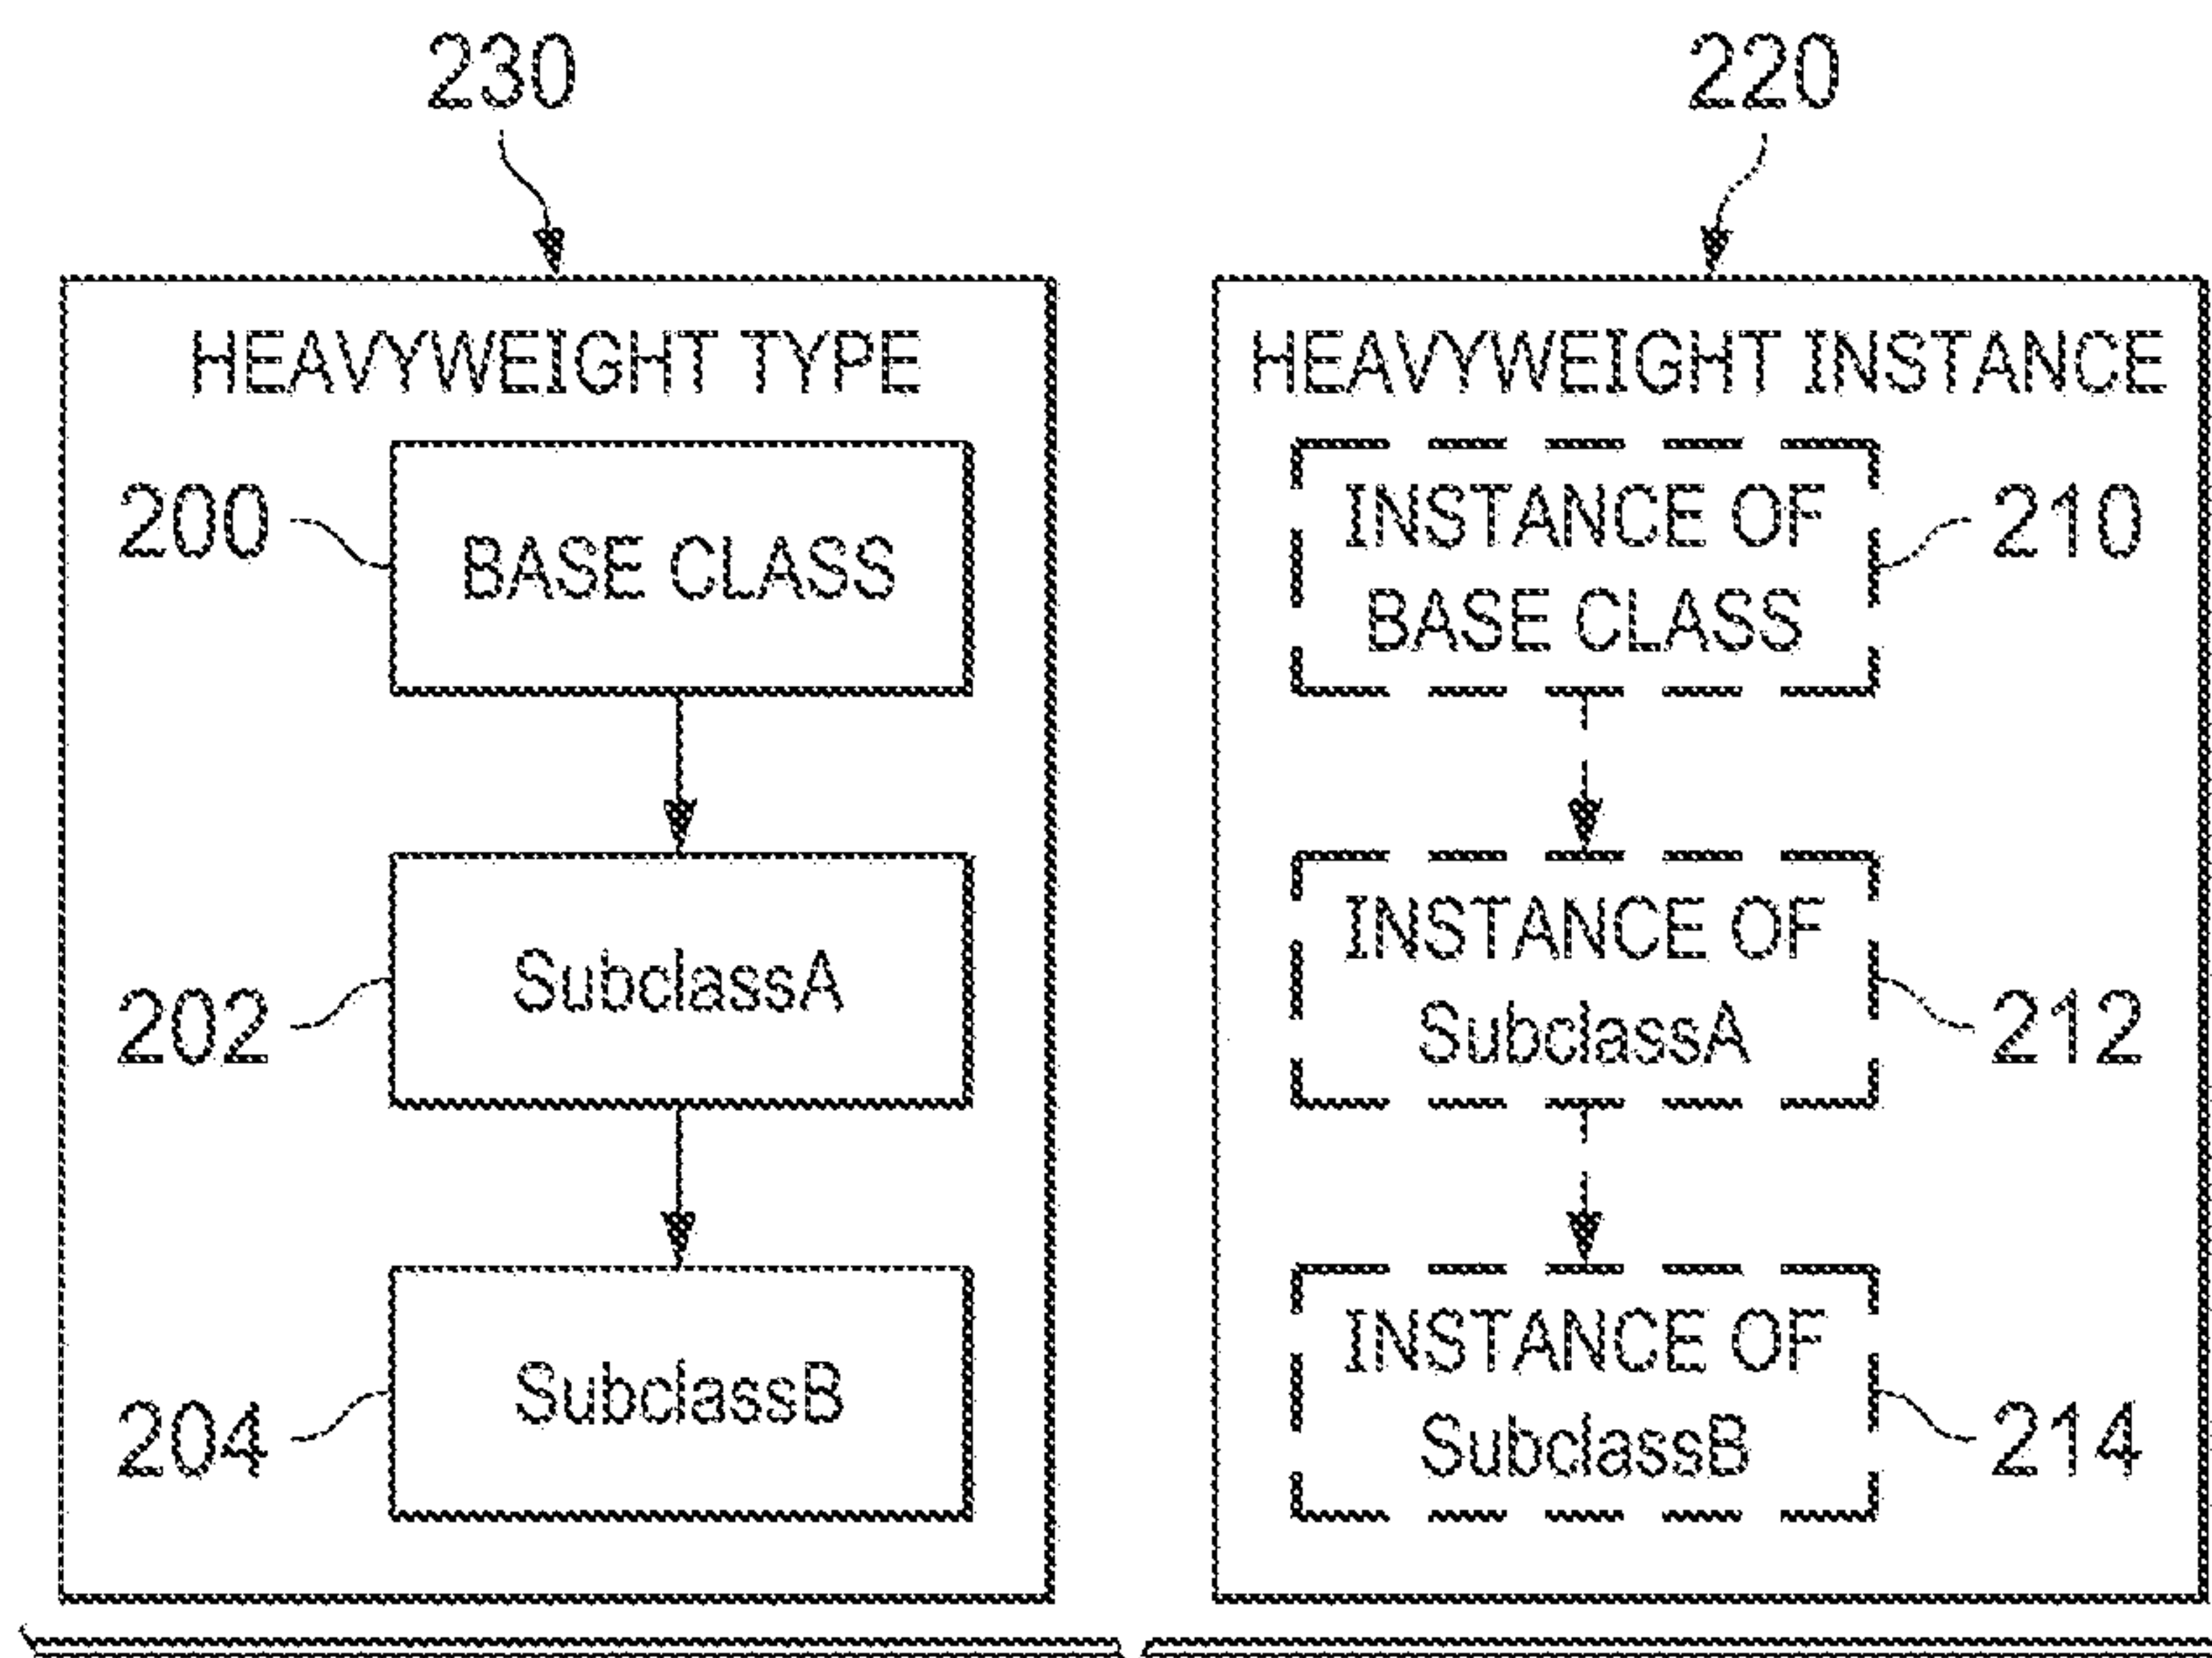 230
220
HEAVYWEIGHT TYPE
200
BASE CLASS
202
SubclassA
204
SubclassB
HEAVYWEIGHT INSTANCE
INSTANCE OF
BASE CLASS
210
INSTANCE OF
SubclassA
212
INSTANCE OF
SubclassB
214